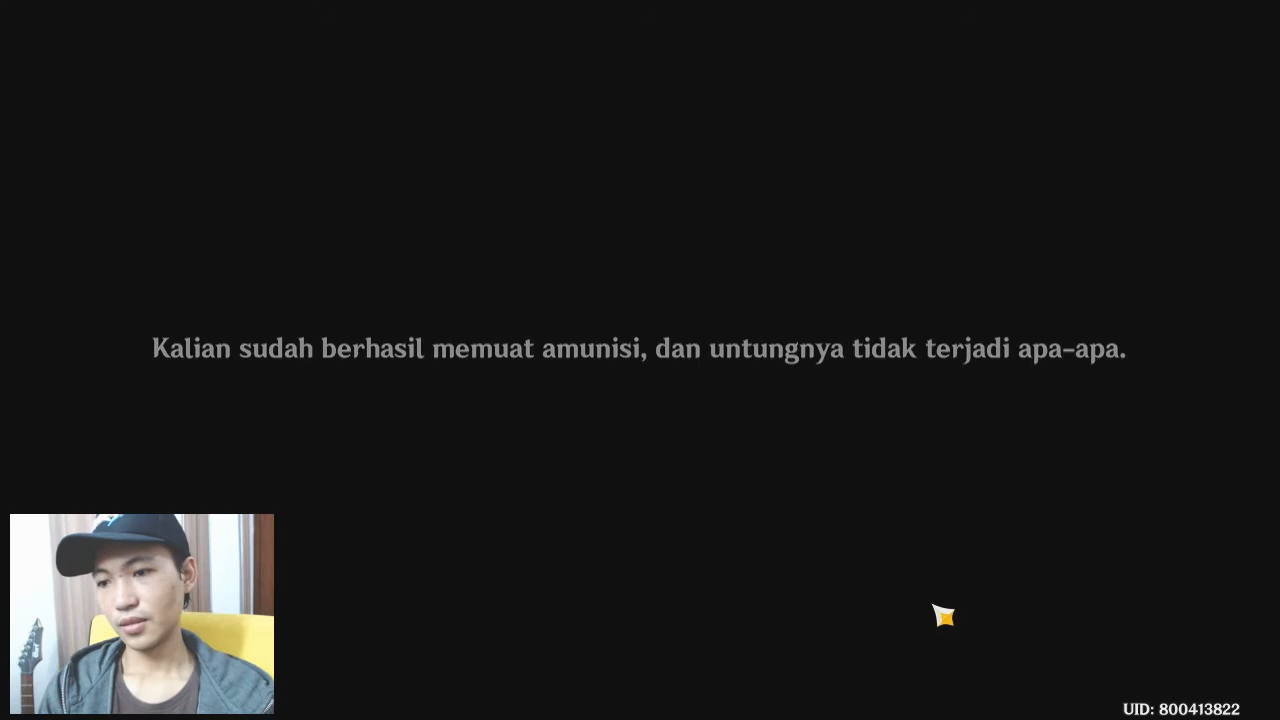 Kalian sudah berhasil memuat amunisi, dan untungnya tidak terjadi apa-apa.
UID: 800413822